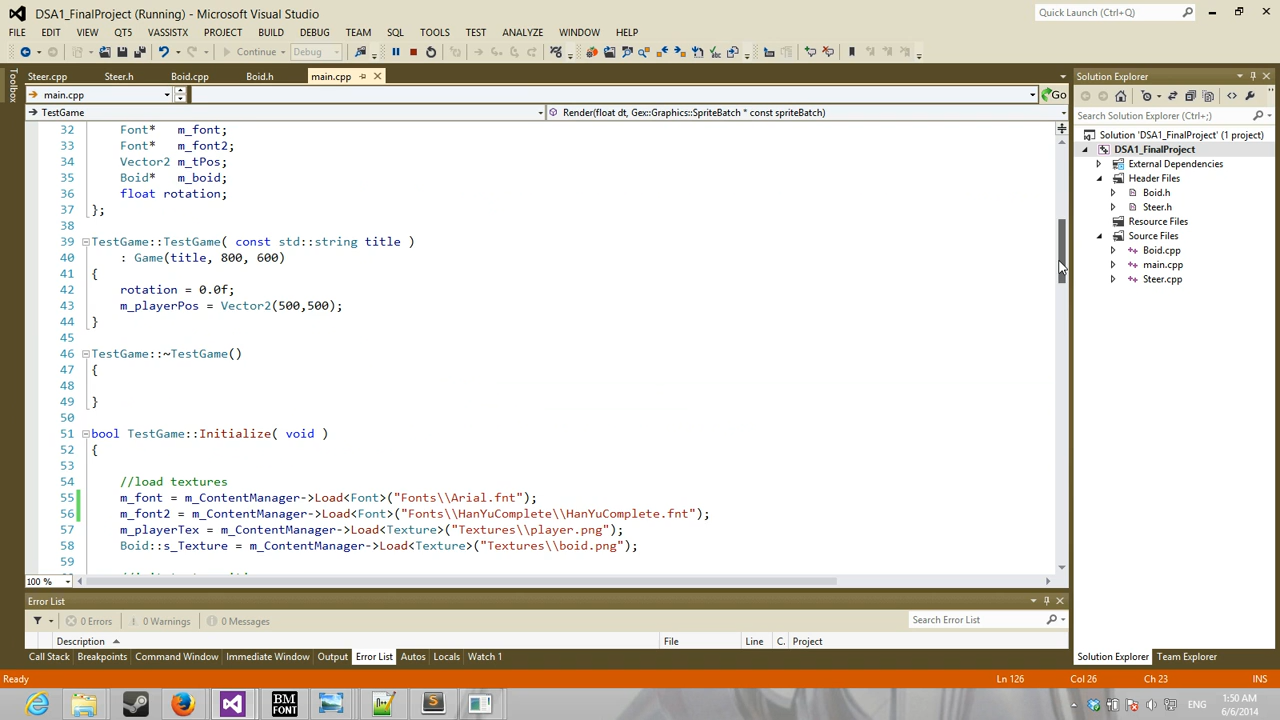 DSA1_FinalProject (Running) - Microsoft Visual Studio
Quick Launch (Ctrl+Q)
FILE EDIT VIEW QT5 VASSISTX PROJECT BUILD DEBUG TEAM SQL TOOLS TEST ANALYZE WINDOW HELP
Continue Debug
Toolbox
Steer.cpp Steer.h Boid.cpp Boid.h main.cpp
main.cpp Go
TestGame Render(float dt, Gex::Graphics::SpriteBatch * const spriteBatch)
32 Font* m_font;
33 Font* m_font2;
34 Vector2 m_tPos;
35 Boid* m_boid;
36 float rotation;
37 };
38
39 TestGame::TestGame( const std::string title )
40 : Game(title, 800, 600)
41 {
42 rotation = 0.0f;
43 m_playerPos = Vector2(500,500);
44 }
45
46 TestGame::~TestGame()
47 {
48
49 }
50
51 bool TestGame::Initialize( void )
52 {
53
54 //load textures
55 m_font = m_ContentManager->Load<Font>("Fonts\\Arial.fnt");
56 m_font2 = m_ContentManager->Load<Font>("Fonts\\HanYuComplete\\HanYuComplete.fnt");
57 m_playerTex = m_ContentManager->Load<Texture>("Textures\\player.png");
58 Boid::s_Texture = m_ContentManager->Load<Texture>("Textures\\boid.png");
59
100 %
Solution Explorer
Search Solution Explorer (Ctrl+;)
Solution 'DSA1_FinalProject' (1 project)
DSA1_FinalProject
External Dependencies
Header Files
Boid.h
Steer.h
Resource Files
Source Files
Boid.cpp
main.cpp
Steer.cpp
Error List
0 Errors 0 Warnings 0 Messages
Search Error List
Description File Line C. Project
Call Stack Breakpoints Command Window Immediate Window Output Error List Autos Locals Watch 1
Solution Explorer Team Explorer
Ready Ln 126 Col 26 Ch 23 INS
BM FONT
ENG
1:50 AM
6/6/2014